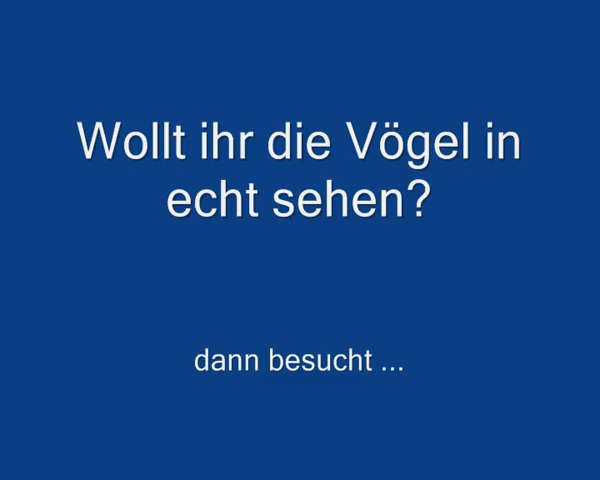 Wollt ihr die Vögel in
echt sehen?
dann besucht ...